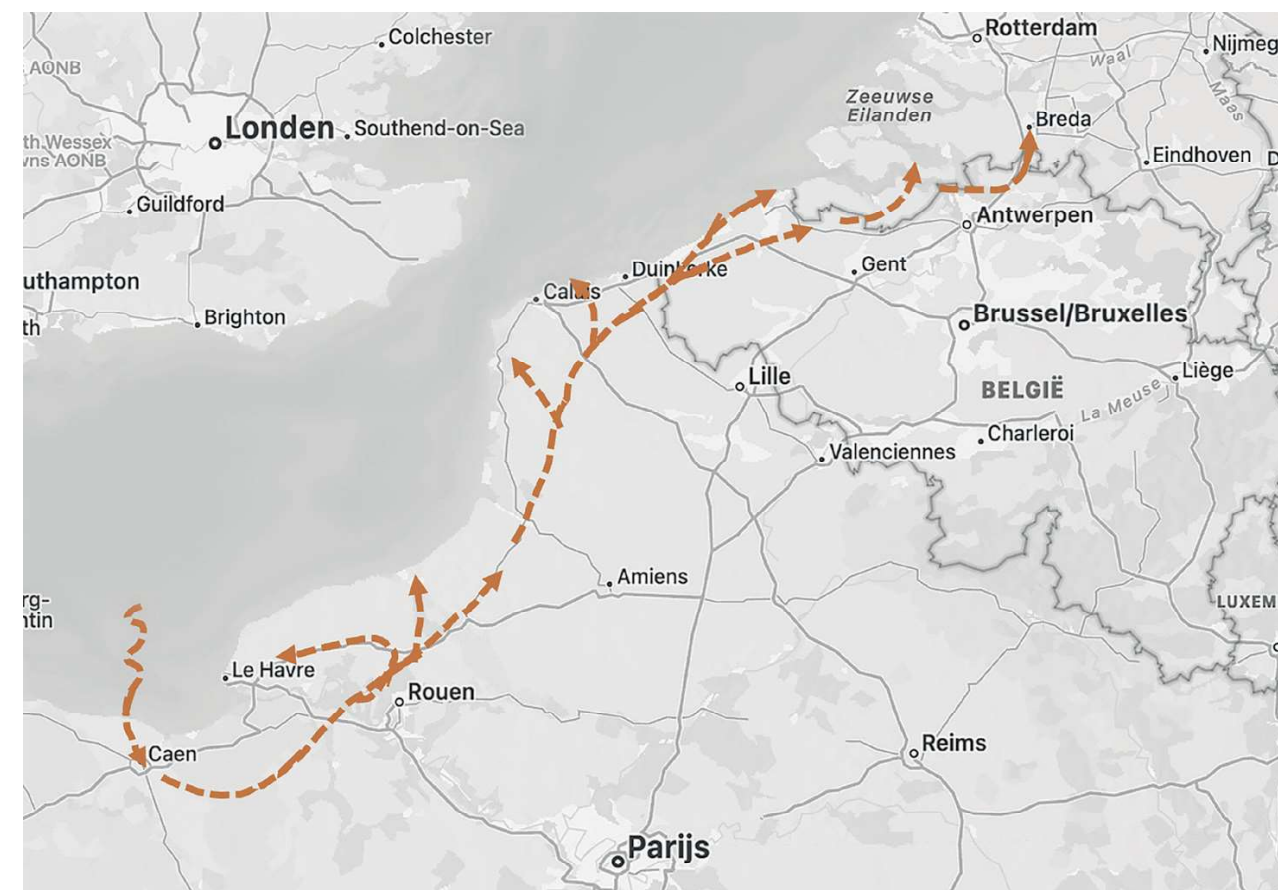 Rotterdam
Colchester
Nijmeg
Waal
AONB
Maas
Zeeuwse
Eilanden
Breda
Londen
Southend-on-Sea
th Wessex
wns AONB
Eindhoven
D
Guildford
Antwerpen
Gent
Duinkerke
uthampton
Calais
Brighton
th
Brussel/Bruxelles
Lille
Liège
BELGIË
La Meuse
Charleroi
Valenciennes
Amiens
rg-
ntin
LUXEM
Le Havre
Rouen
Caen
Reims
Parijs